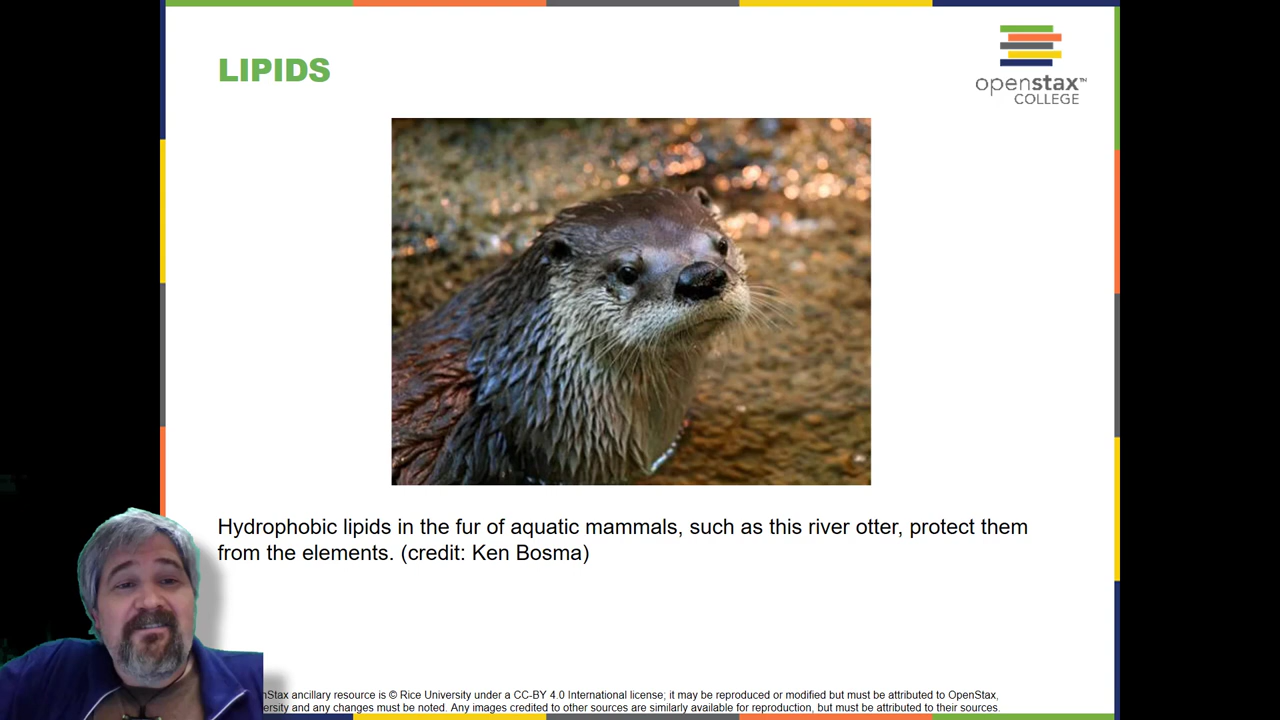 LIPIDS
openstax™
COLLEGE
Hydrophobic lipids in the fur of aquatic mammals, such as this river otter, protect them
from the elements. (credit: Ken Bosma)
Stax ancillary resource is © Rice University under a CC-BY 4.0 International license; it may be reproduced or modified but must be attributed to OpenStax,
and any changes must be noted. Any images credited to other sources are similarly available for reproduction, but must be attributed to their sources.